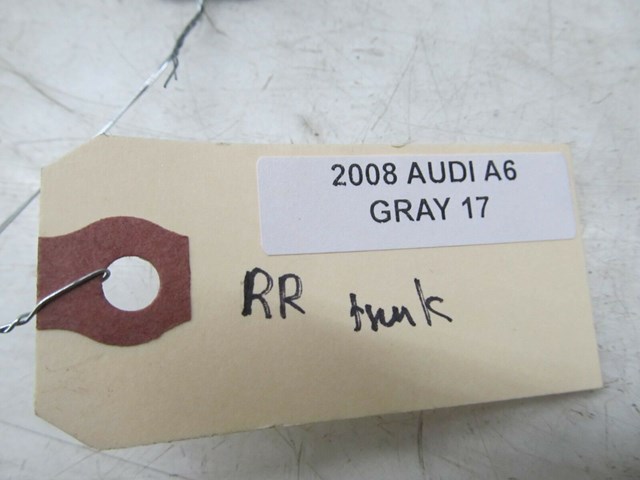 2008 AUDI A6
GRAY 17
RR trunk